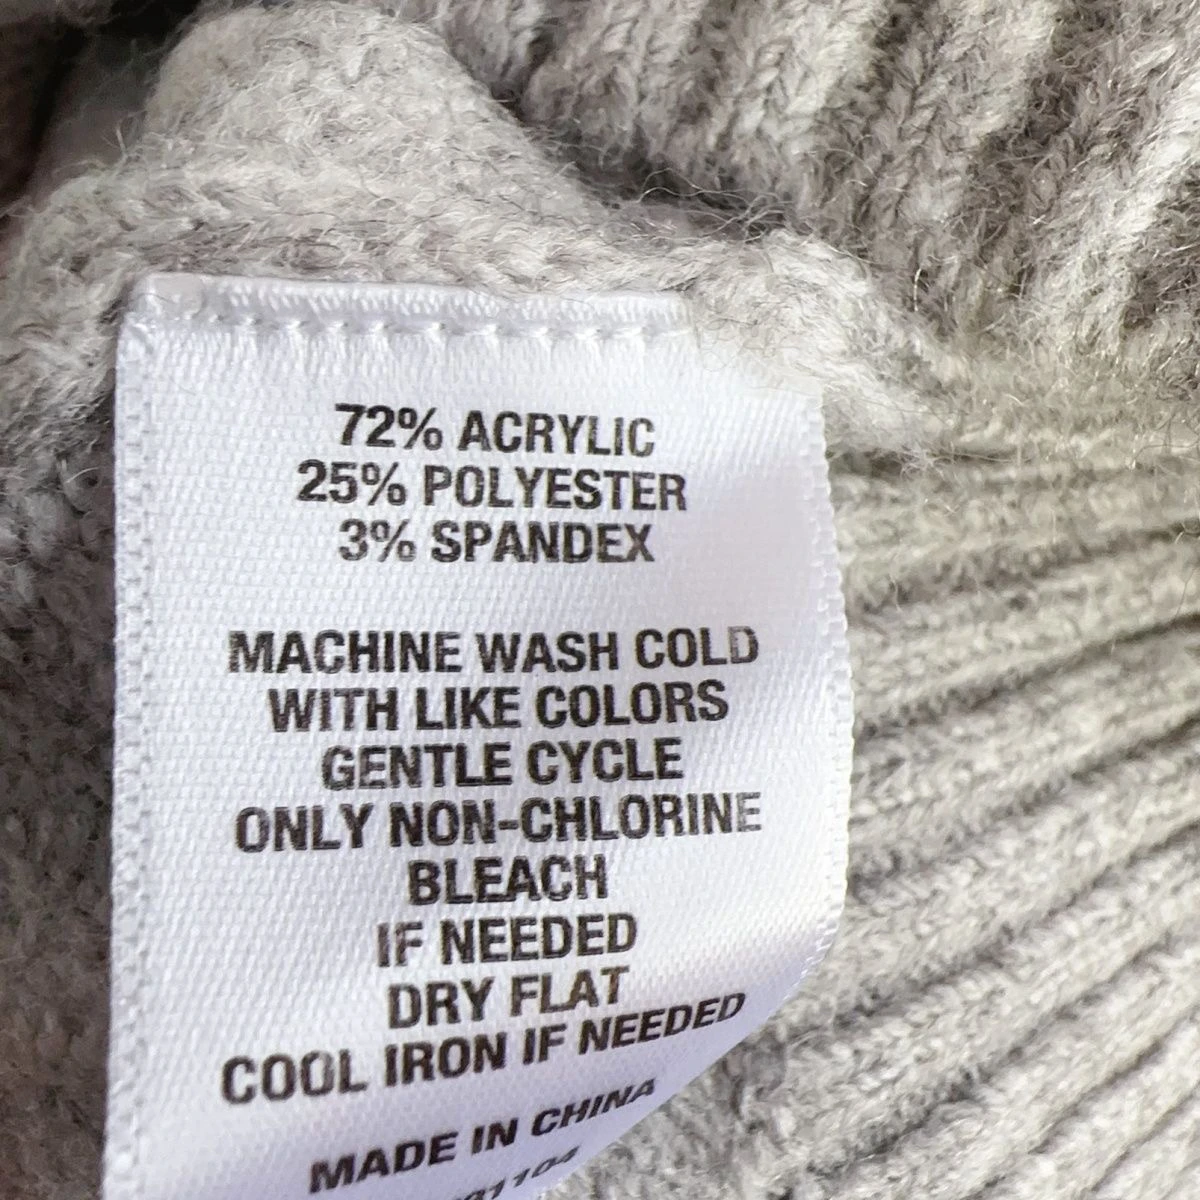 72% ACRYLIC
25% POLYESTER
3% SPANDEX
MACHINE WASH COLD
WITH LIKE COLORS
GENTLE CYCLE
ONLY NON-CHLORINE
BLEACH
IF NEEDED
DRY FLAT
COOL IRON IF NEEDED
MADE IN CHINA